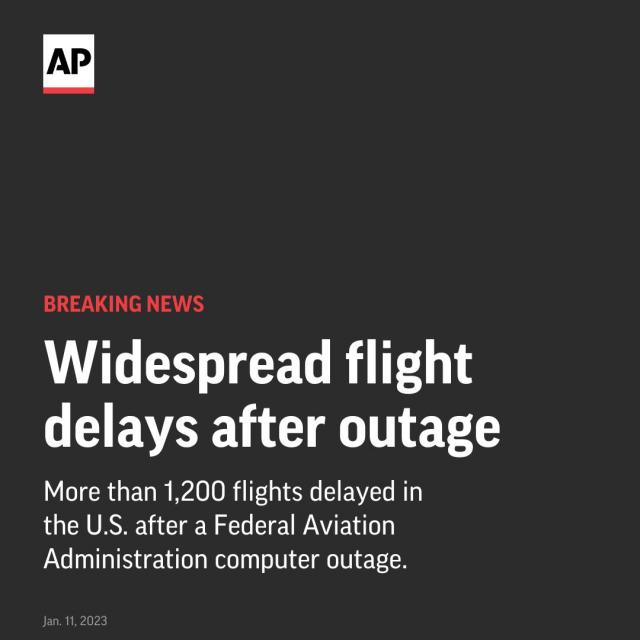 AP
BREAKING NEWS
Widespread flight
delays after outage
More than 1,200 flights delayed in
the U.S. after a Federal Aviation
Administration computer outage.
Jan. 11, 2023